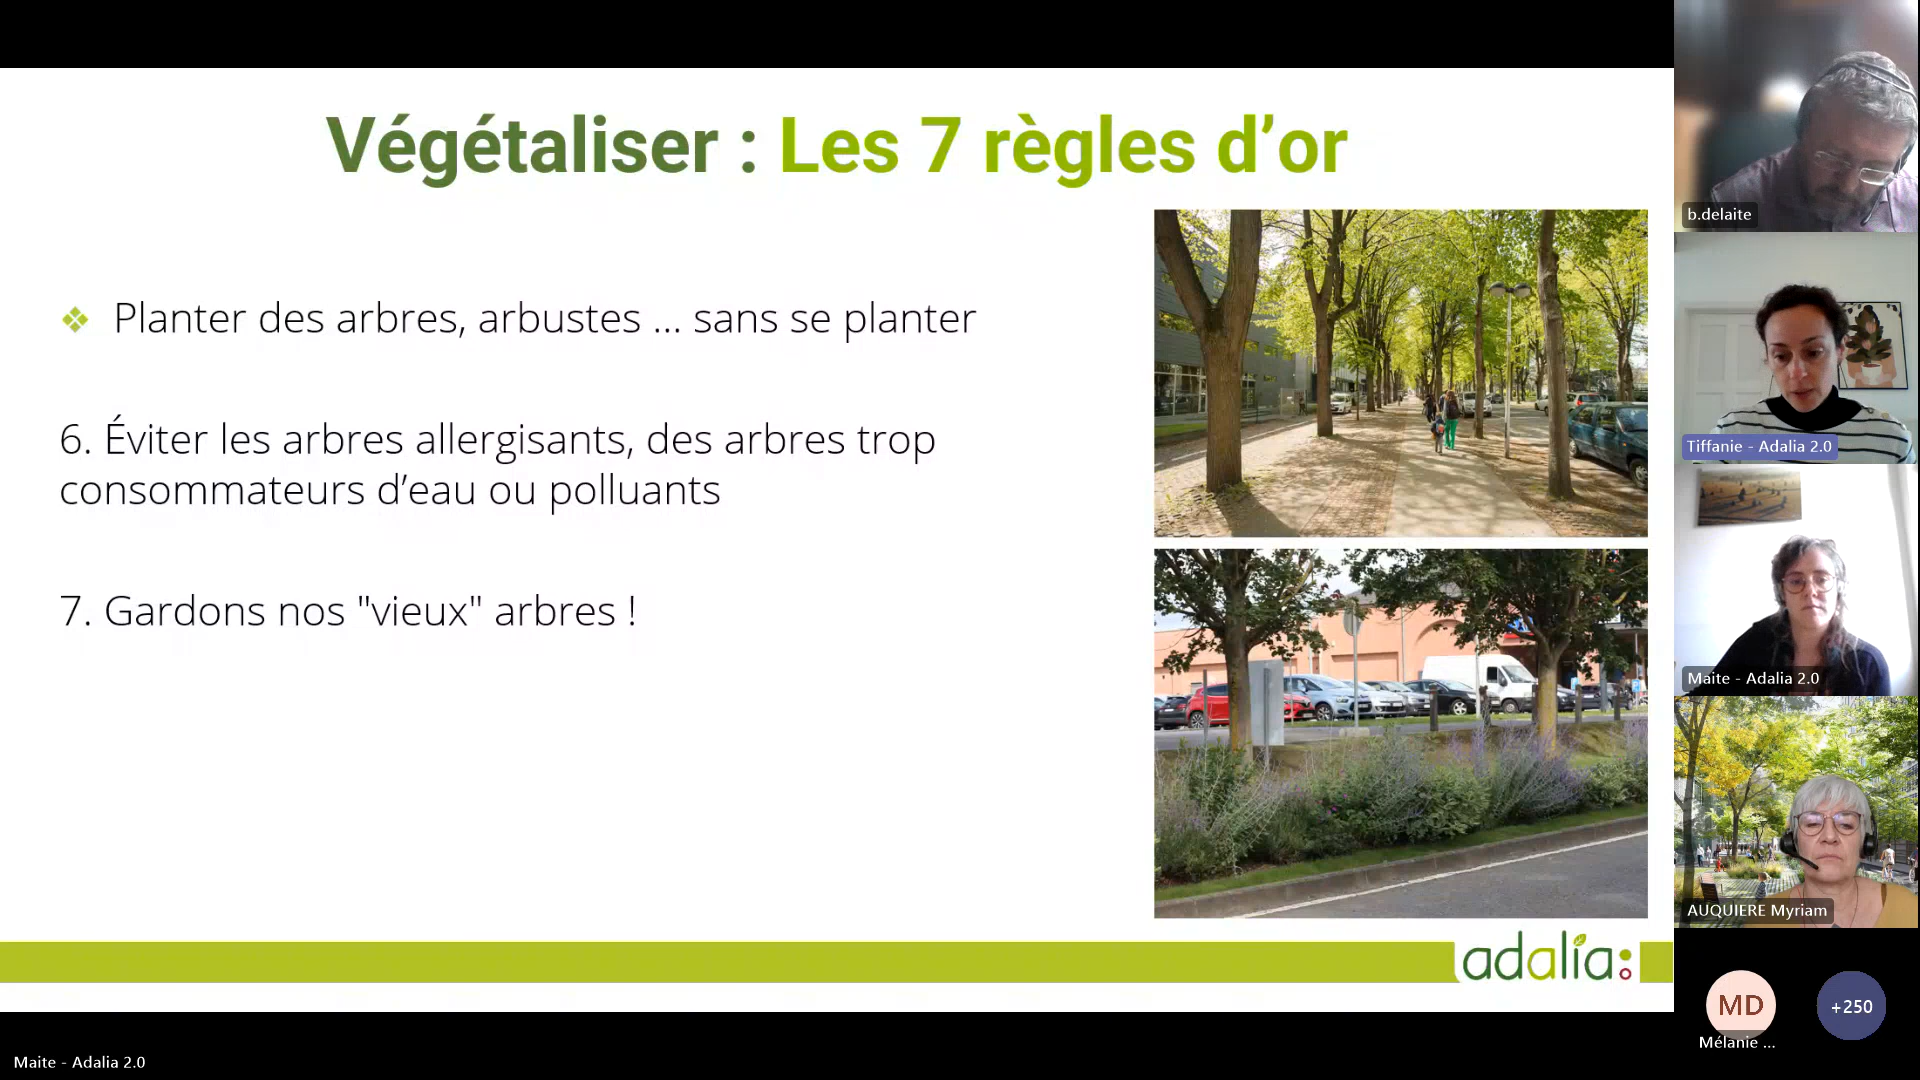 Végétaliser : Les 7 règles d’or
Planter des arbres, arbustes ... sans se planter
6. Éviter les arbres allergisants, des arbres trop
consommateurs d’eau ou polluants
7. Gardons nos "vieux" arbres !
adalia
b.delaite
Tiffanie - Adalia 2.0
Maite - Adalia 2.0
AUQUIERE Myriam
MD
+250
Mélanie ...
Maite - Adalia 2.0